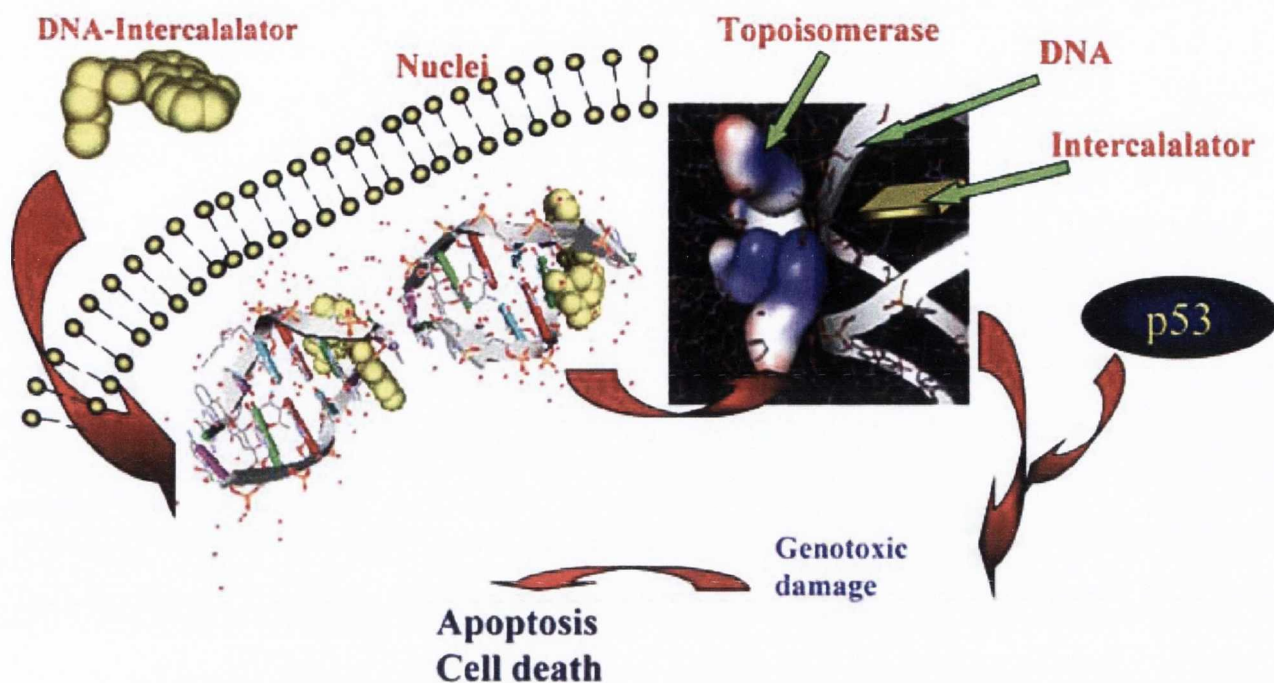 DNA-Intercalalator
Nuclei
Topoisomerase
DNA
Intercalalator
p53
Genotoxic
damage
Apoptosis
Cell death